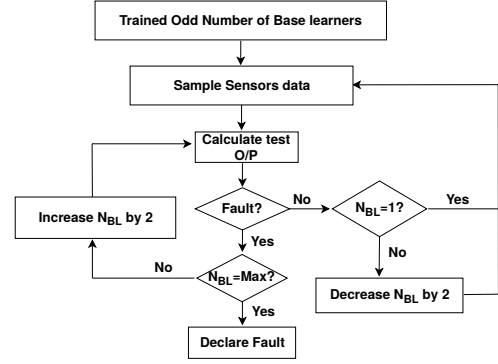 Trained Odd Number of Base learners
Sample Sensors data
Calculate test
O/P
Fault?
No
N_BL=1?
Yes
Increase N_BL by 2
Yes
No
No
N_BL=Max?
Decrease N_BL by 2
Yes
Declare Fault